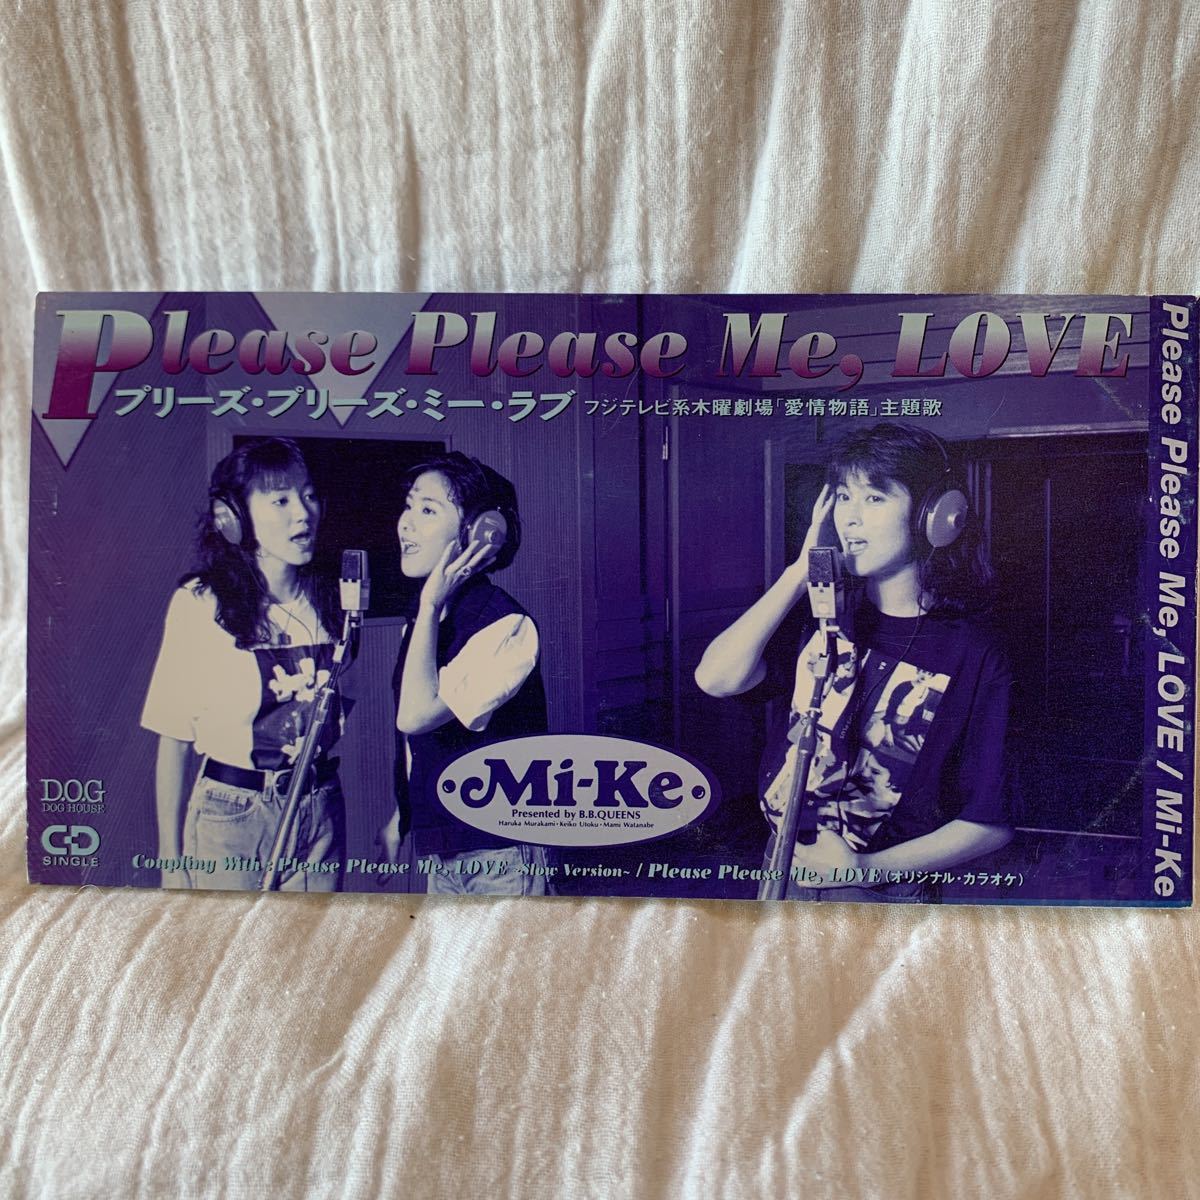 Please Please Me, LOVE
プリーズ・プリーズ・ミー・ラブ フジテレビ系木曜劇場「愛情物語」主題歌
Mi-Ke
Presented by B.B.QUEENS
Haruka Murakami・Keiko Utoku・Mami Watanabe
D.O.G
DOG HOUSE
CD
SINGLE
Coupling With : Please Please Me, LOVE ~Slow Version~ / Please Please Me, LOVE (オリジナル・カラオケ)
Please Please Me, LOVE / Mi-Ke